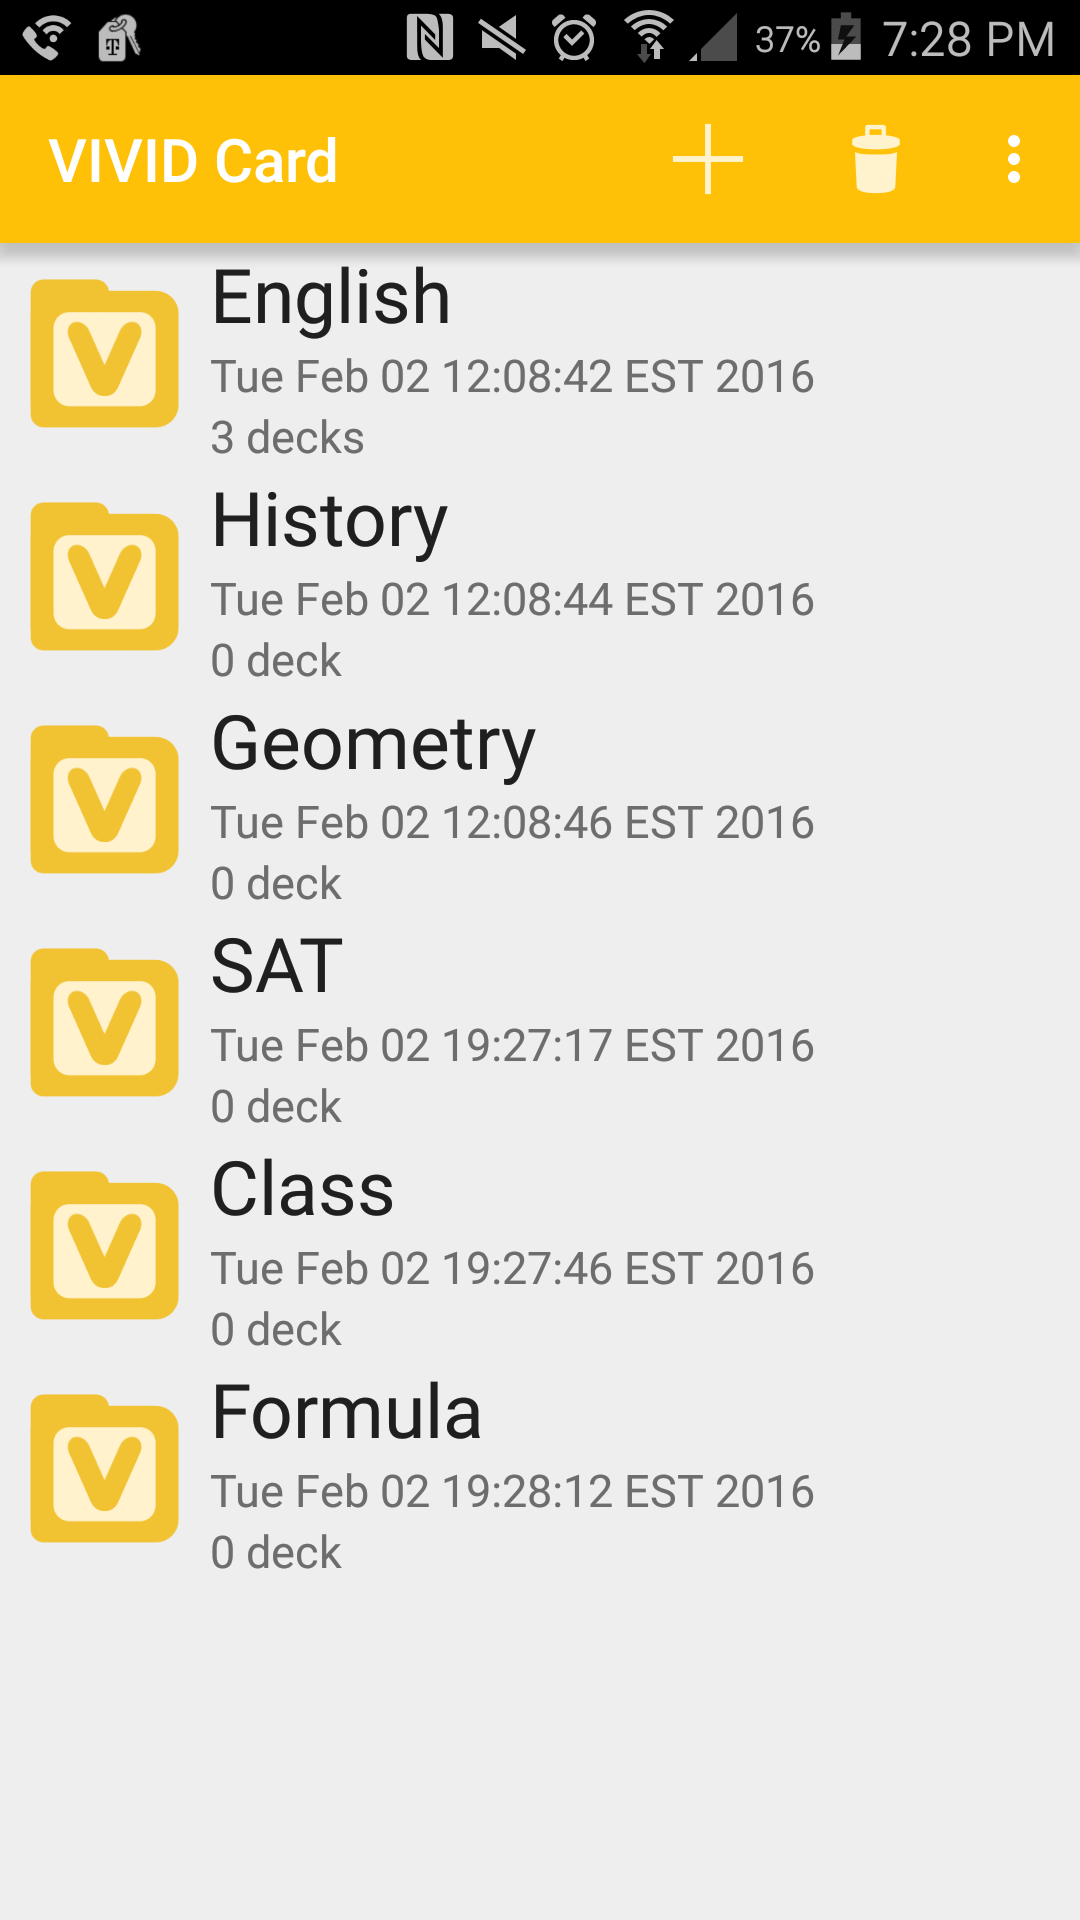 37% 7:28 PM
VIVID Card
English
Tue Feb 02 12:08:42 EST 2016
3 decks
History
Tue Feb 02 12:08:44 EST 2016
0 deck
Geometry
Tue Feb 02 12:08:46 EST 2016
0 deck
SAT
Tue Feb 02 19:27:17 EST 2016
0 deck
Class
Tue Feb 02 19:27:46 EST 2016
0 deck
Formula
Tue Feb 02 19:28:12 EST 2016
0 deck